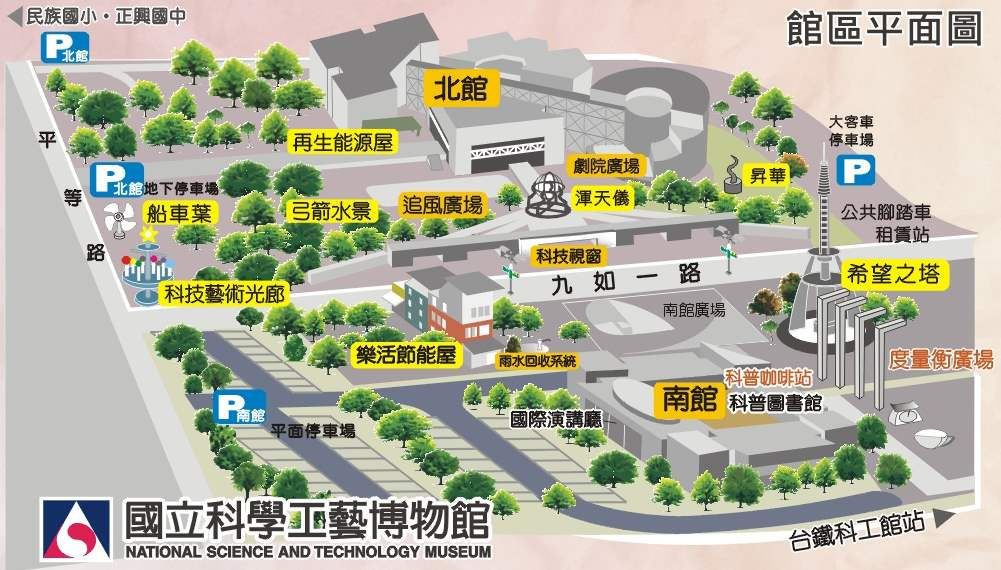 民族國小・正興國中
館區平面圖
P北館
北館
平等路
再生能源屋
大客車
停車場
P
劇院廣場
昇華
P北館
地下停車場
船車葉
弓箭水景
追風廣場
渾天儀
公共腳踏車
租賃站
科技視窗
九如一路
希望之塔
科技藝術光廊
南館廣場
樂活節能屋
雨水回收系統
度量衡廣場
科普咖啡站
南館
科普圖書館
P南館
平面停車場
國際演講廳
國立科學工藝博物館
NATIONAL SCIENCE AND TECHNOLOGY MUSEUM
台鐵科工館站